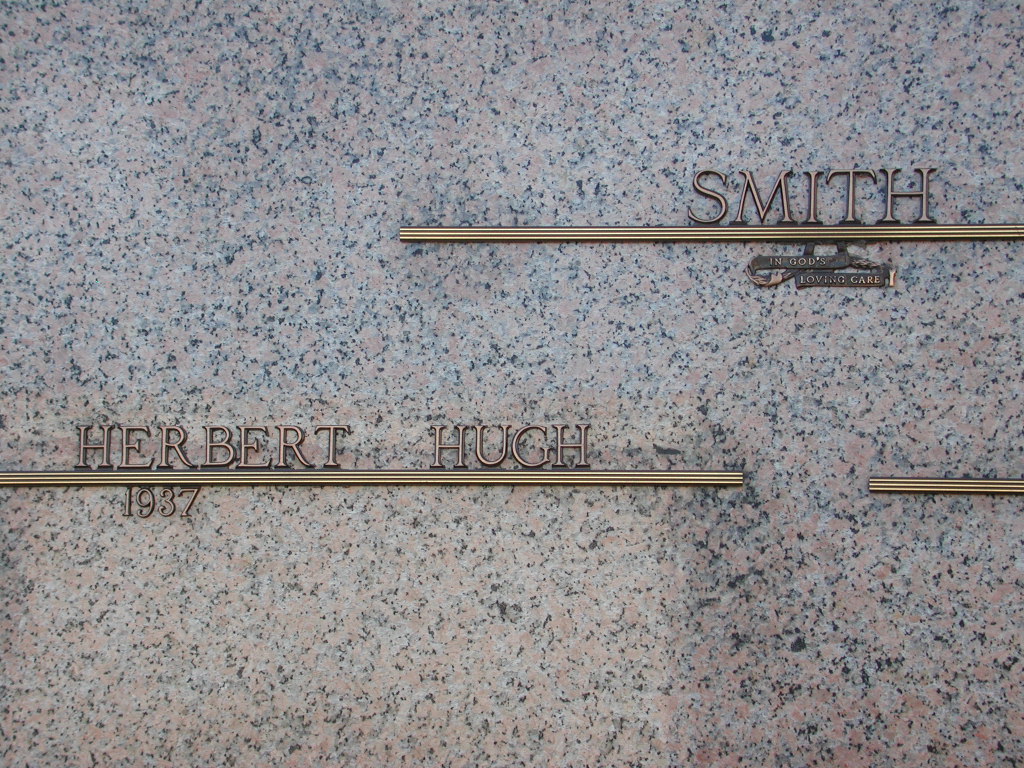 SMITH
IN GOD'S
LOVING CARE
HERBERT HUGH
1937